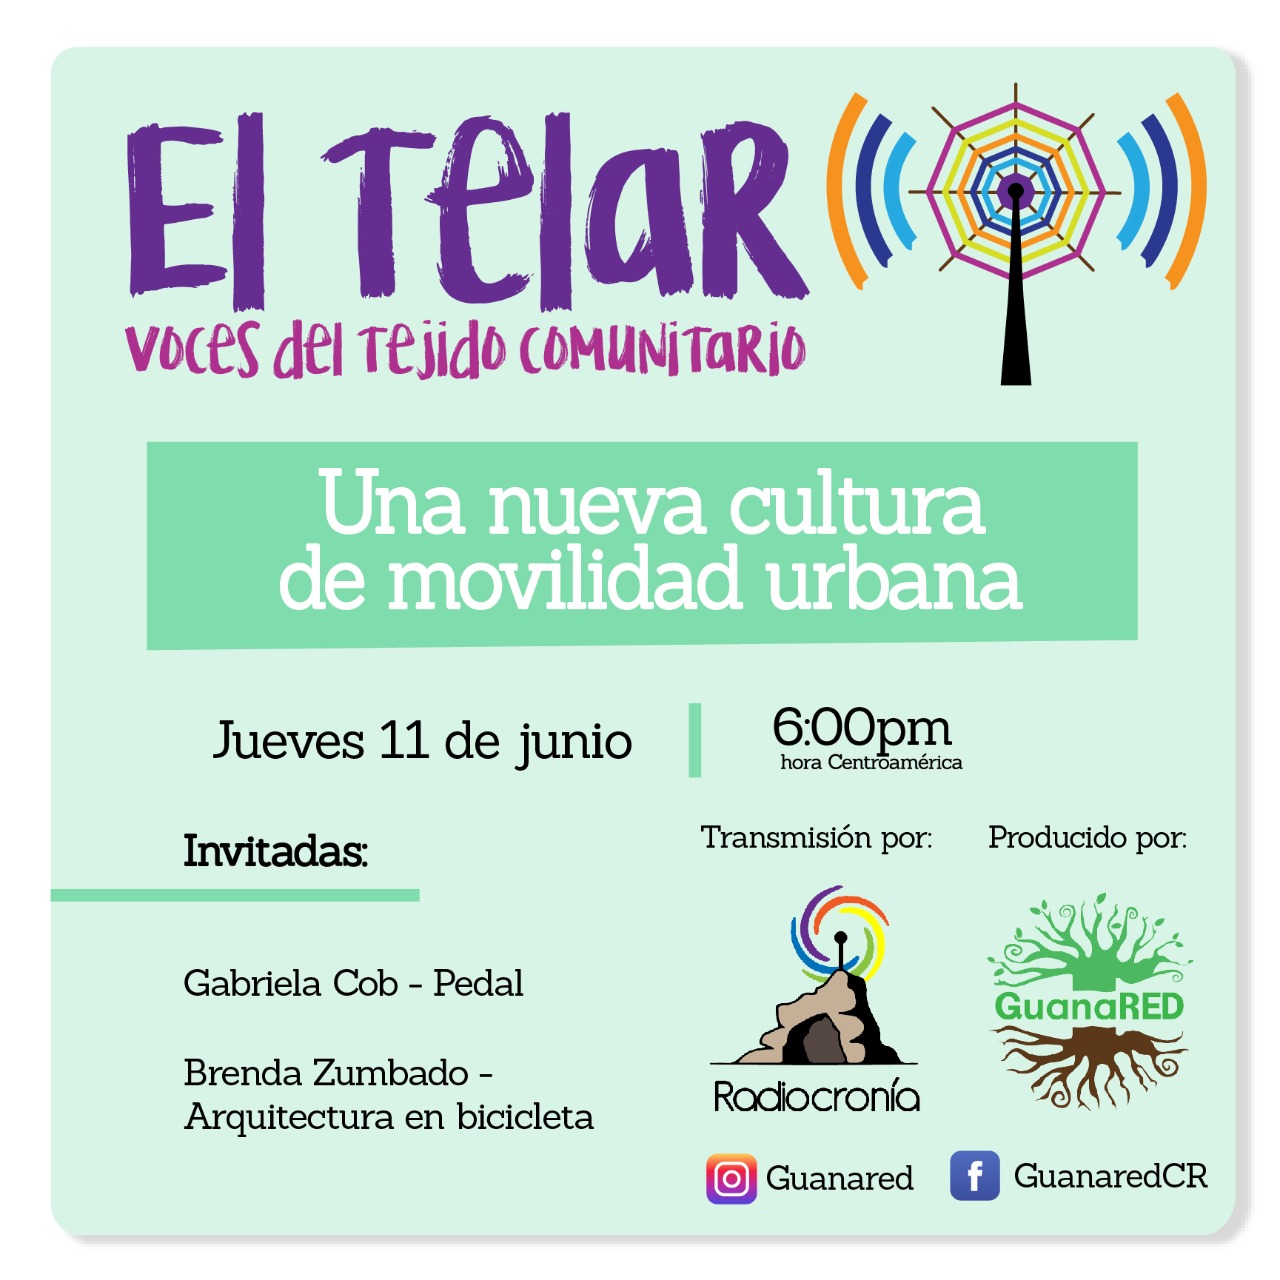 El Telar
voces del tejido comunitario
Una nueva cultura
de movilidad urbana
Jueves 11 de junio
6:00pm
hora Centroamérica
Invitadas:
Gabriela Cob - Pedal
Brenda Zumbado -
Arquitectura en bicicleta
Transmisión por:
Radiocronía
Producido por:
GuanaRED
Guanared
GuanaredCR